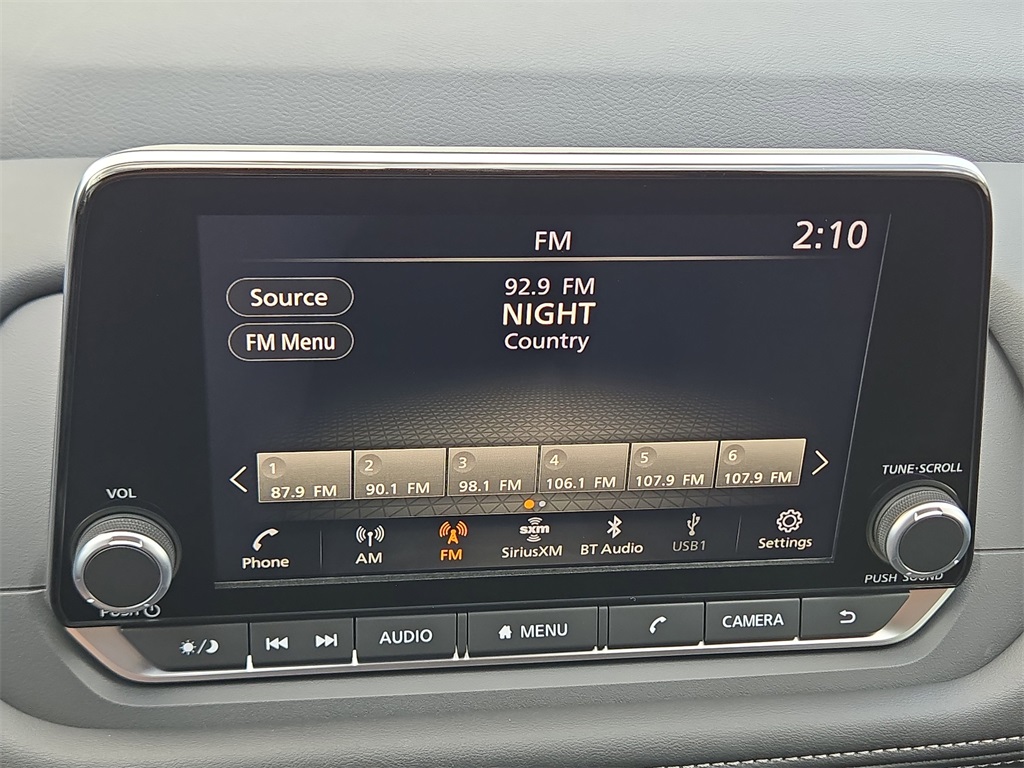 FM
2:10
Source
92.9 FM
NIGHT
FM Menu
Country
1
2
3
4
5
6
87.9 FM
90.1 FM
98.1 FM
106.1 FM
107.9 FM
107.9 FM
VOL
TUNE·SCROLL
Phone
AM
FM
sxm
SiriusXM
BT Audio
USB1
Settings
PUSH
PUSH SOUND
AUDIO
MENU
CAMERA